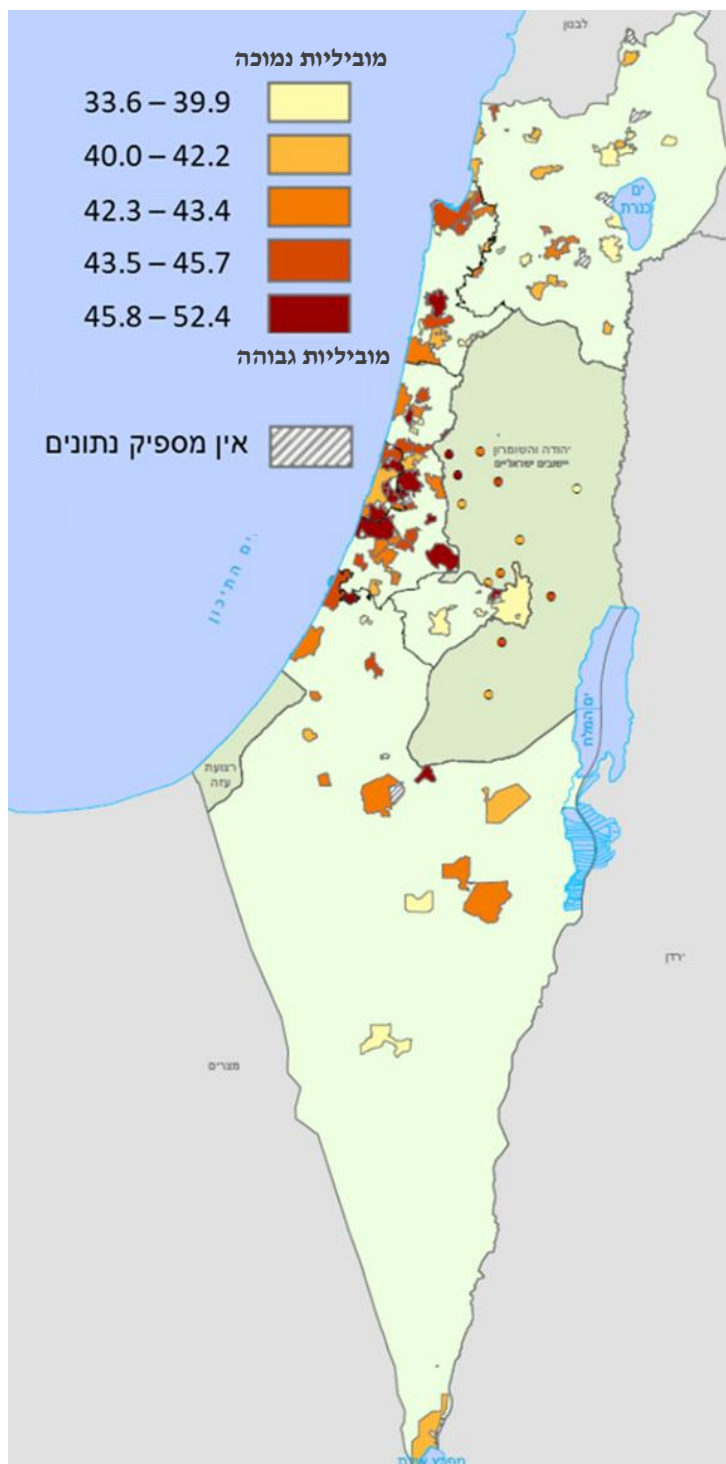 לבנון
מוביליות נמוכה
33.6 – 39.9
40.0 – 42.2
42.3 – 43.4
43.5 – 45.7
45.8 – 52.4
מוביליות גבוהה
אין מספיק נתונים
ים
כנרת
יהודה והשומרון
יישובים ישראליים
ים התיכון
ים המלח
רצועת
עזה
ירדן
מצרים
מפרץ אילת